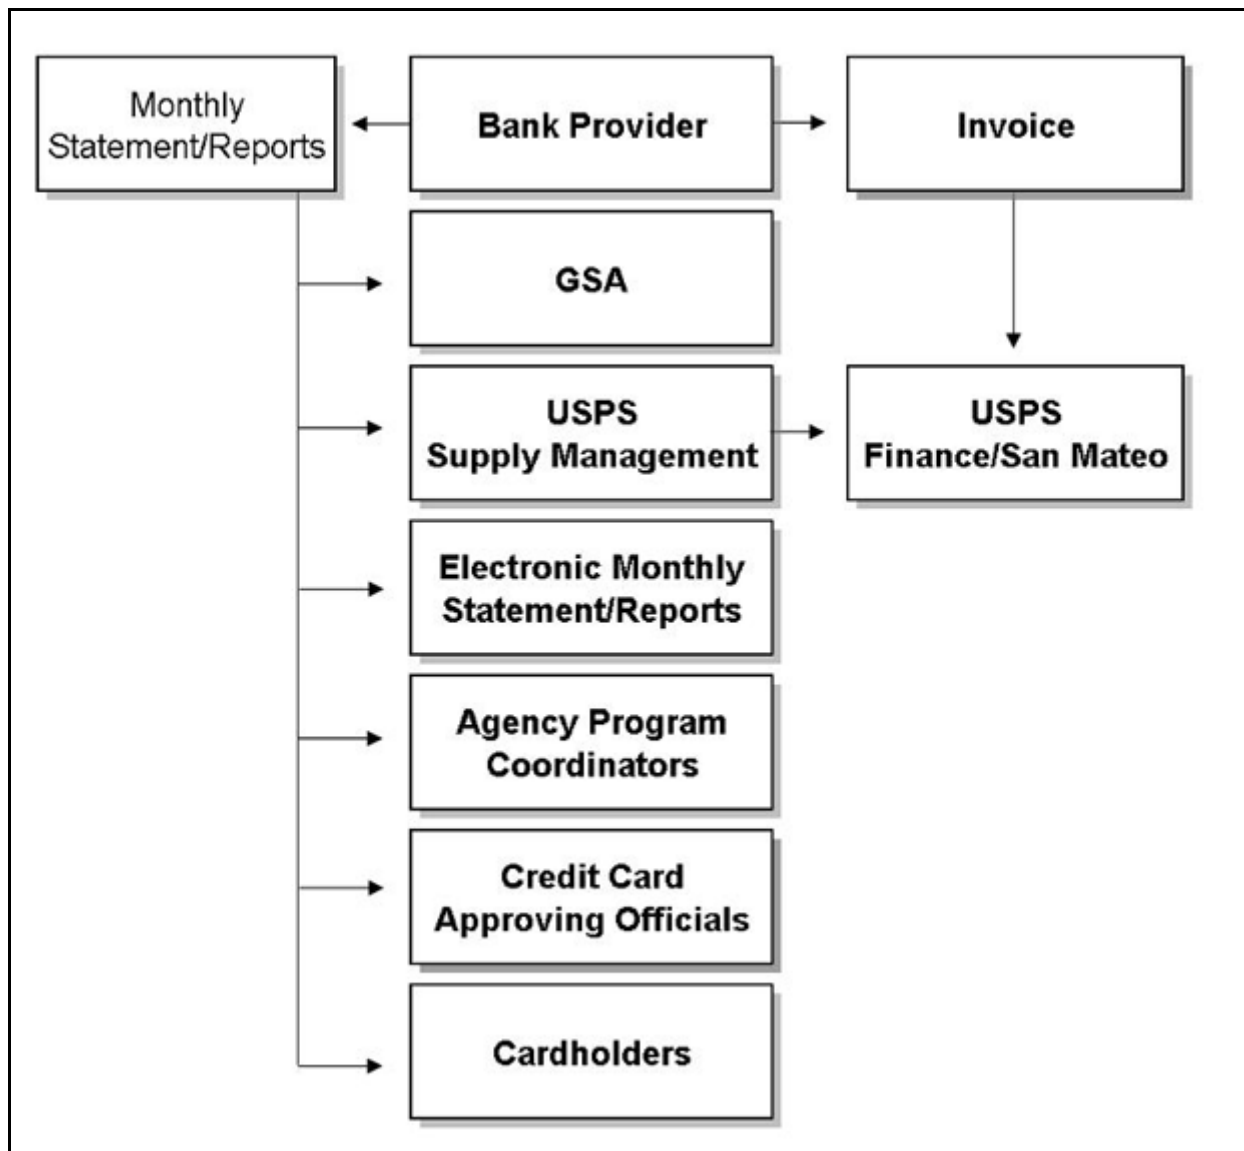 Monthly
Statement/Reports
Bank Provider
Invoice
GSA
USPS
Supply Management
USPS
Finance/San Mateo
Electronic Monthly
Statement/Reports
Agency Program
Coordinators
Credit Card
Approving Officials
Cardholders